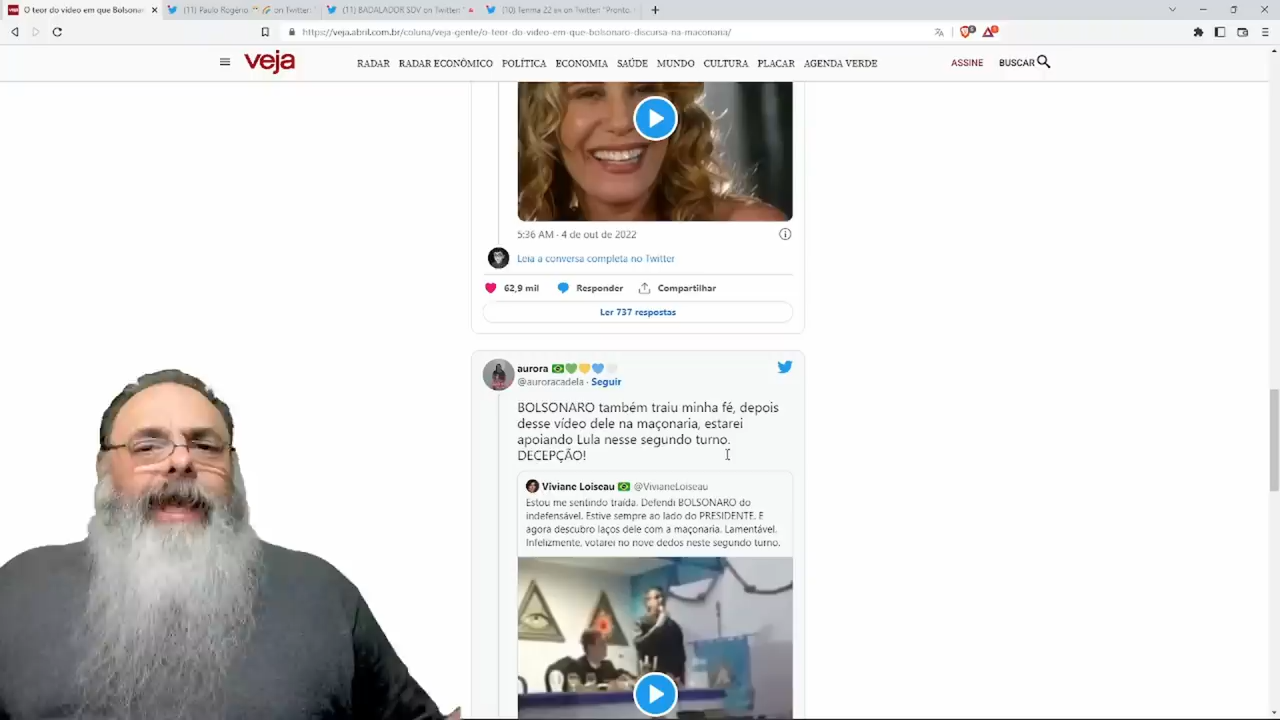 O teor do vídeo em que Bolsonar
(11) Paulo Rogério
on Twitter:
(11) BADALADOR SDV on Twitter: "
(10) Tenma 22 ex on Twitter: "Pronto.
https://veja.abril.com.br/coluna/veja-gente/o-teor-do-video-em-que-bolsonaro-discursa-na-maconaria/
veja
RADAR RADAR ECONÔMICO POLÍTICA ECONOMIA SAÚDE MUNDO CULTURA PLACAR AGENDA VERDE
ASSINE BUSCAR
5:36 AM · 4 de out de 2022
Leia a conversa completa no Twitter
62,9 mil Responder Compartilhar
Ler 737 respostas
aurora
@auroracadela · Seguir
BOLSONARO também traiu minha fé, depois
desse vídeo dele na maçonaria, estarei
apoiando Lula nesse segundo turno.
DECEPÇÃO!
Viviane Loiseau @VivianeLoiseau
Estou me sentindo traída. Defendi BOLSONARO do
indefensável. Estive sempre ao lado do PRESIDENTE. E
agora descubro laços dele com a maçonaria. Lamentável.
Infelizmente, votarei no nove dedos neste segundo turno.